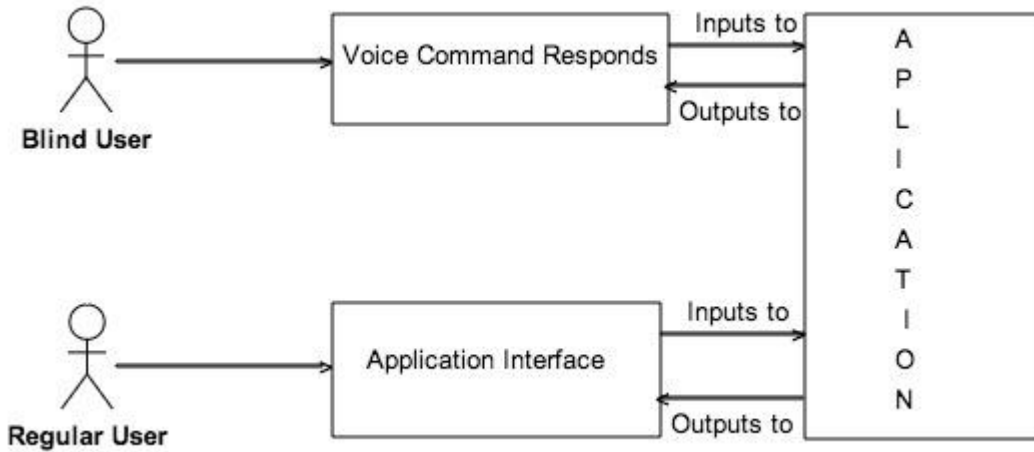 Blind User
Voice Command Responds
Inputs to
Outputs to
Regular User
Application Interface
Inputs to
Outputs to
A
P
L
I
C
A
T
I
O
N